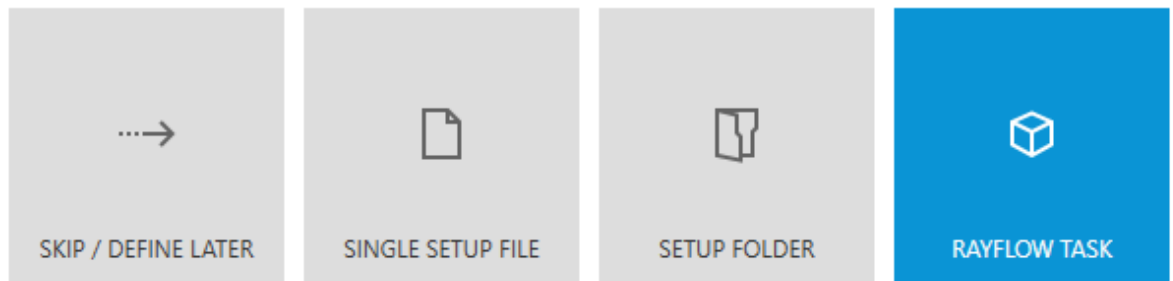 SKIP / DEFINE LATER
SINGLE SETUP FILE
SETUP FOLDER
RAYFLOW TASK